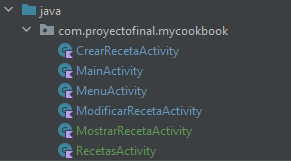 java
com.proyectofinal.mycookbook
CrearRecetaActivity
MainActivity
MenuActivity
ModificarRecetaActivity
MostrarRecetaActivity
RecetasActivity